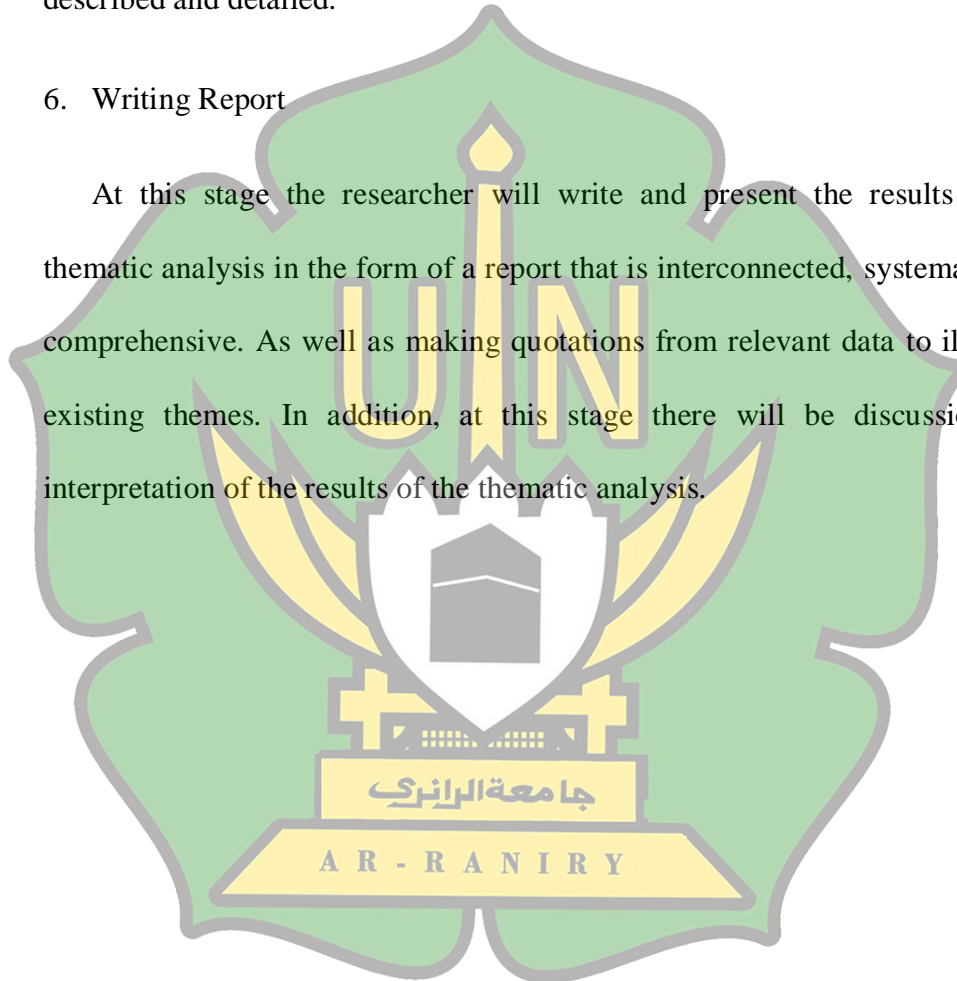 described and detailed.
6. Writing Report
At this stage the researcher will write and present the results
thematic analysis in the form of a report that is interconnected, systema
comprehensive. As well as making quotations from relevant data to il
existing themes. In addition, at this stage there will be discussi
interpretation of the results of the thematic analysis.
UIN
جامعة الرانري
AR-RANIRY